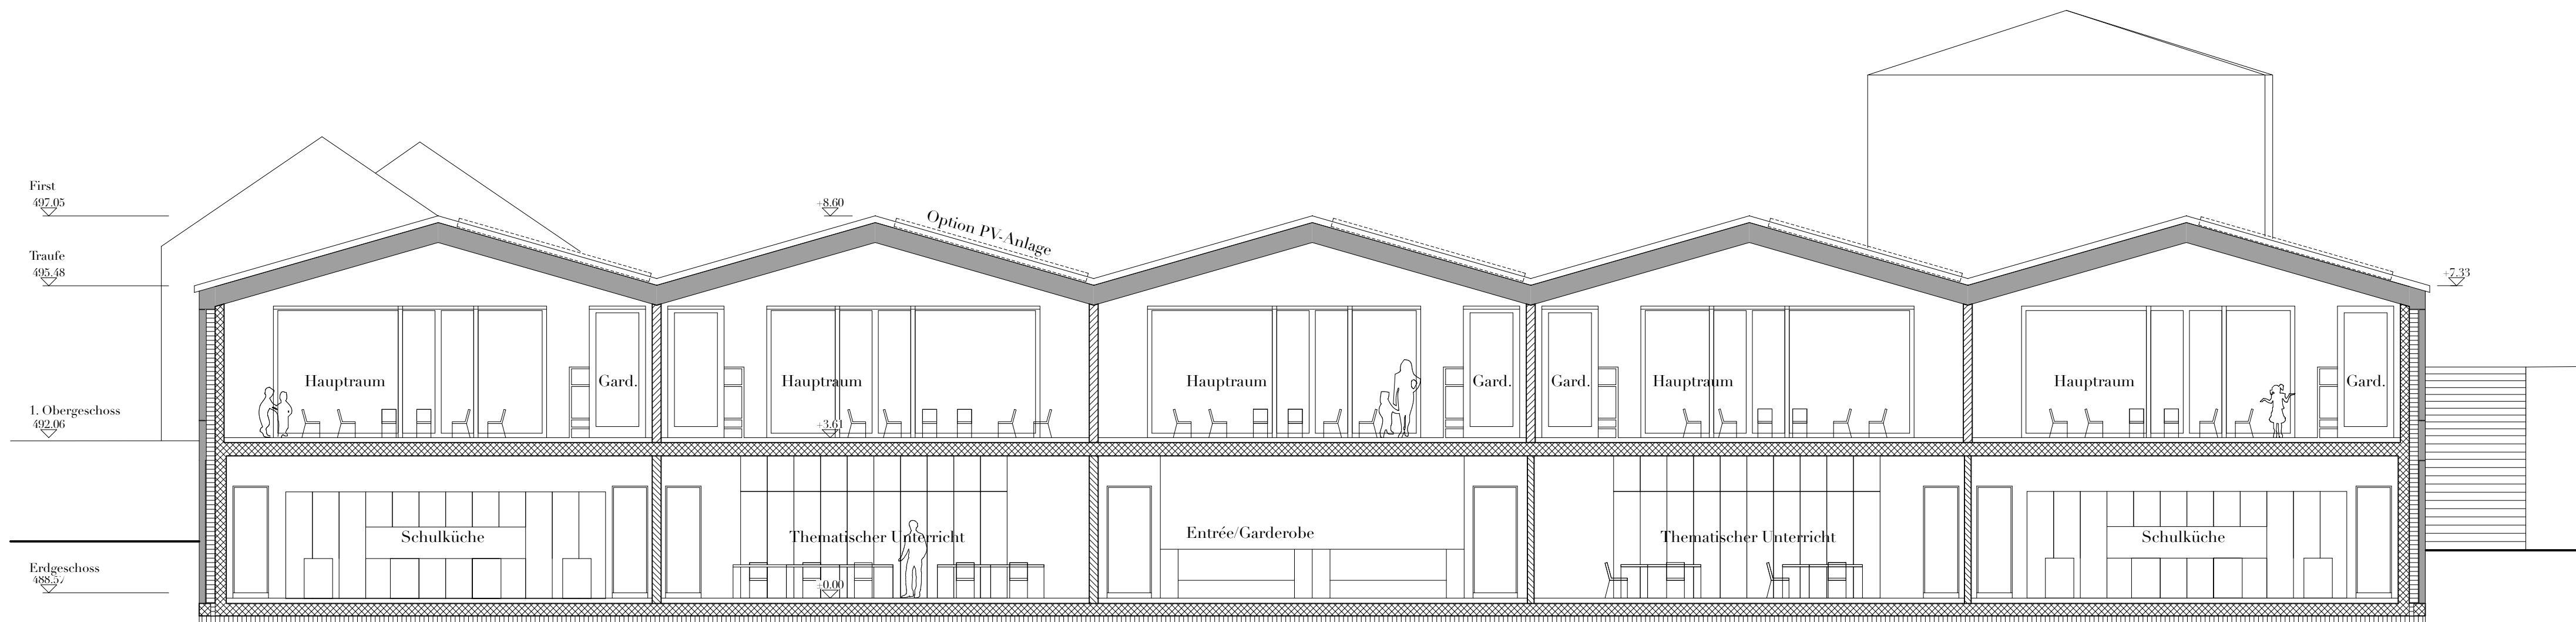 First
497.05
+8.60
Option PV-Anlage
Traufe
495.48
+7.33
Hauptraum
Gard.
Hauptraum
Hauptraum
Gard.
Gard.
Hauptraum
Hauptraum
Gard.
1. Obergeschoss
492.06
+3.61
Schulküche
Thematischer Unterricht
Entrée/Garderobe
Thematischer Unterricht
Schulküche
Erdgeschoss
488.57
+0.00